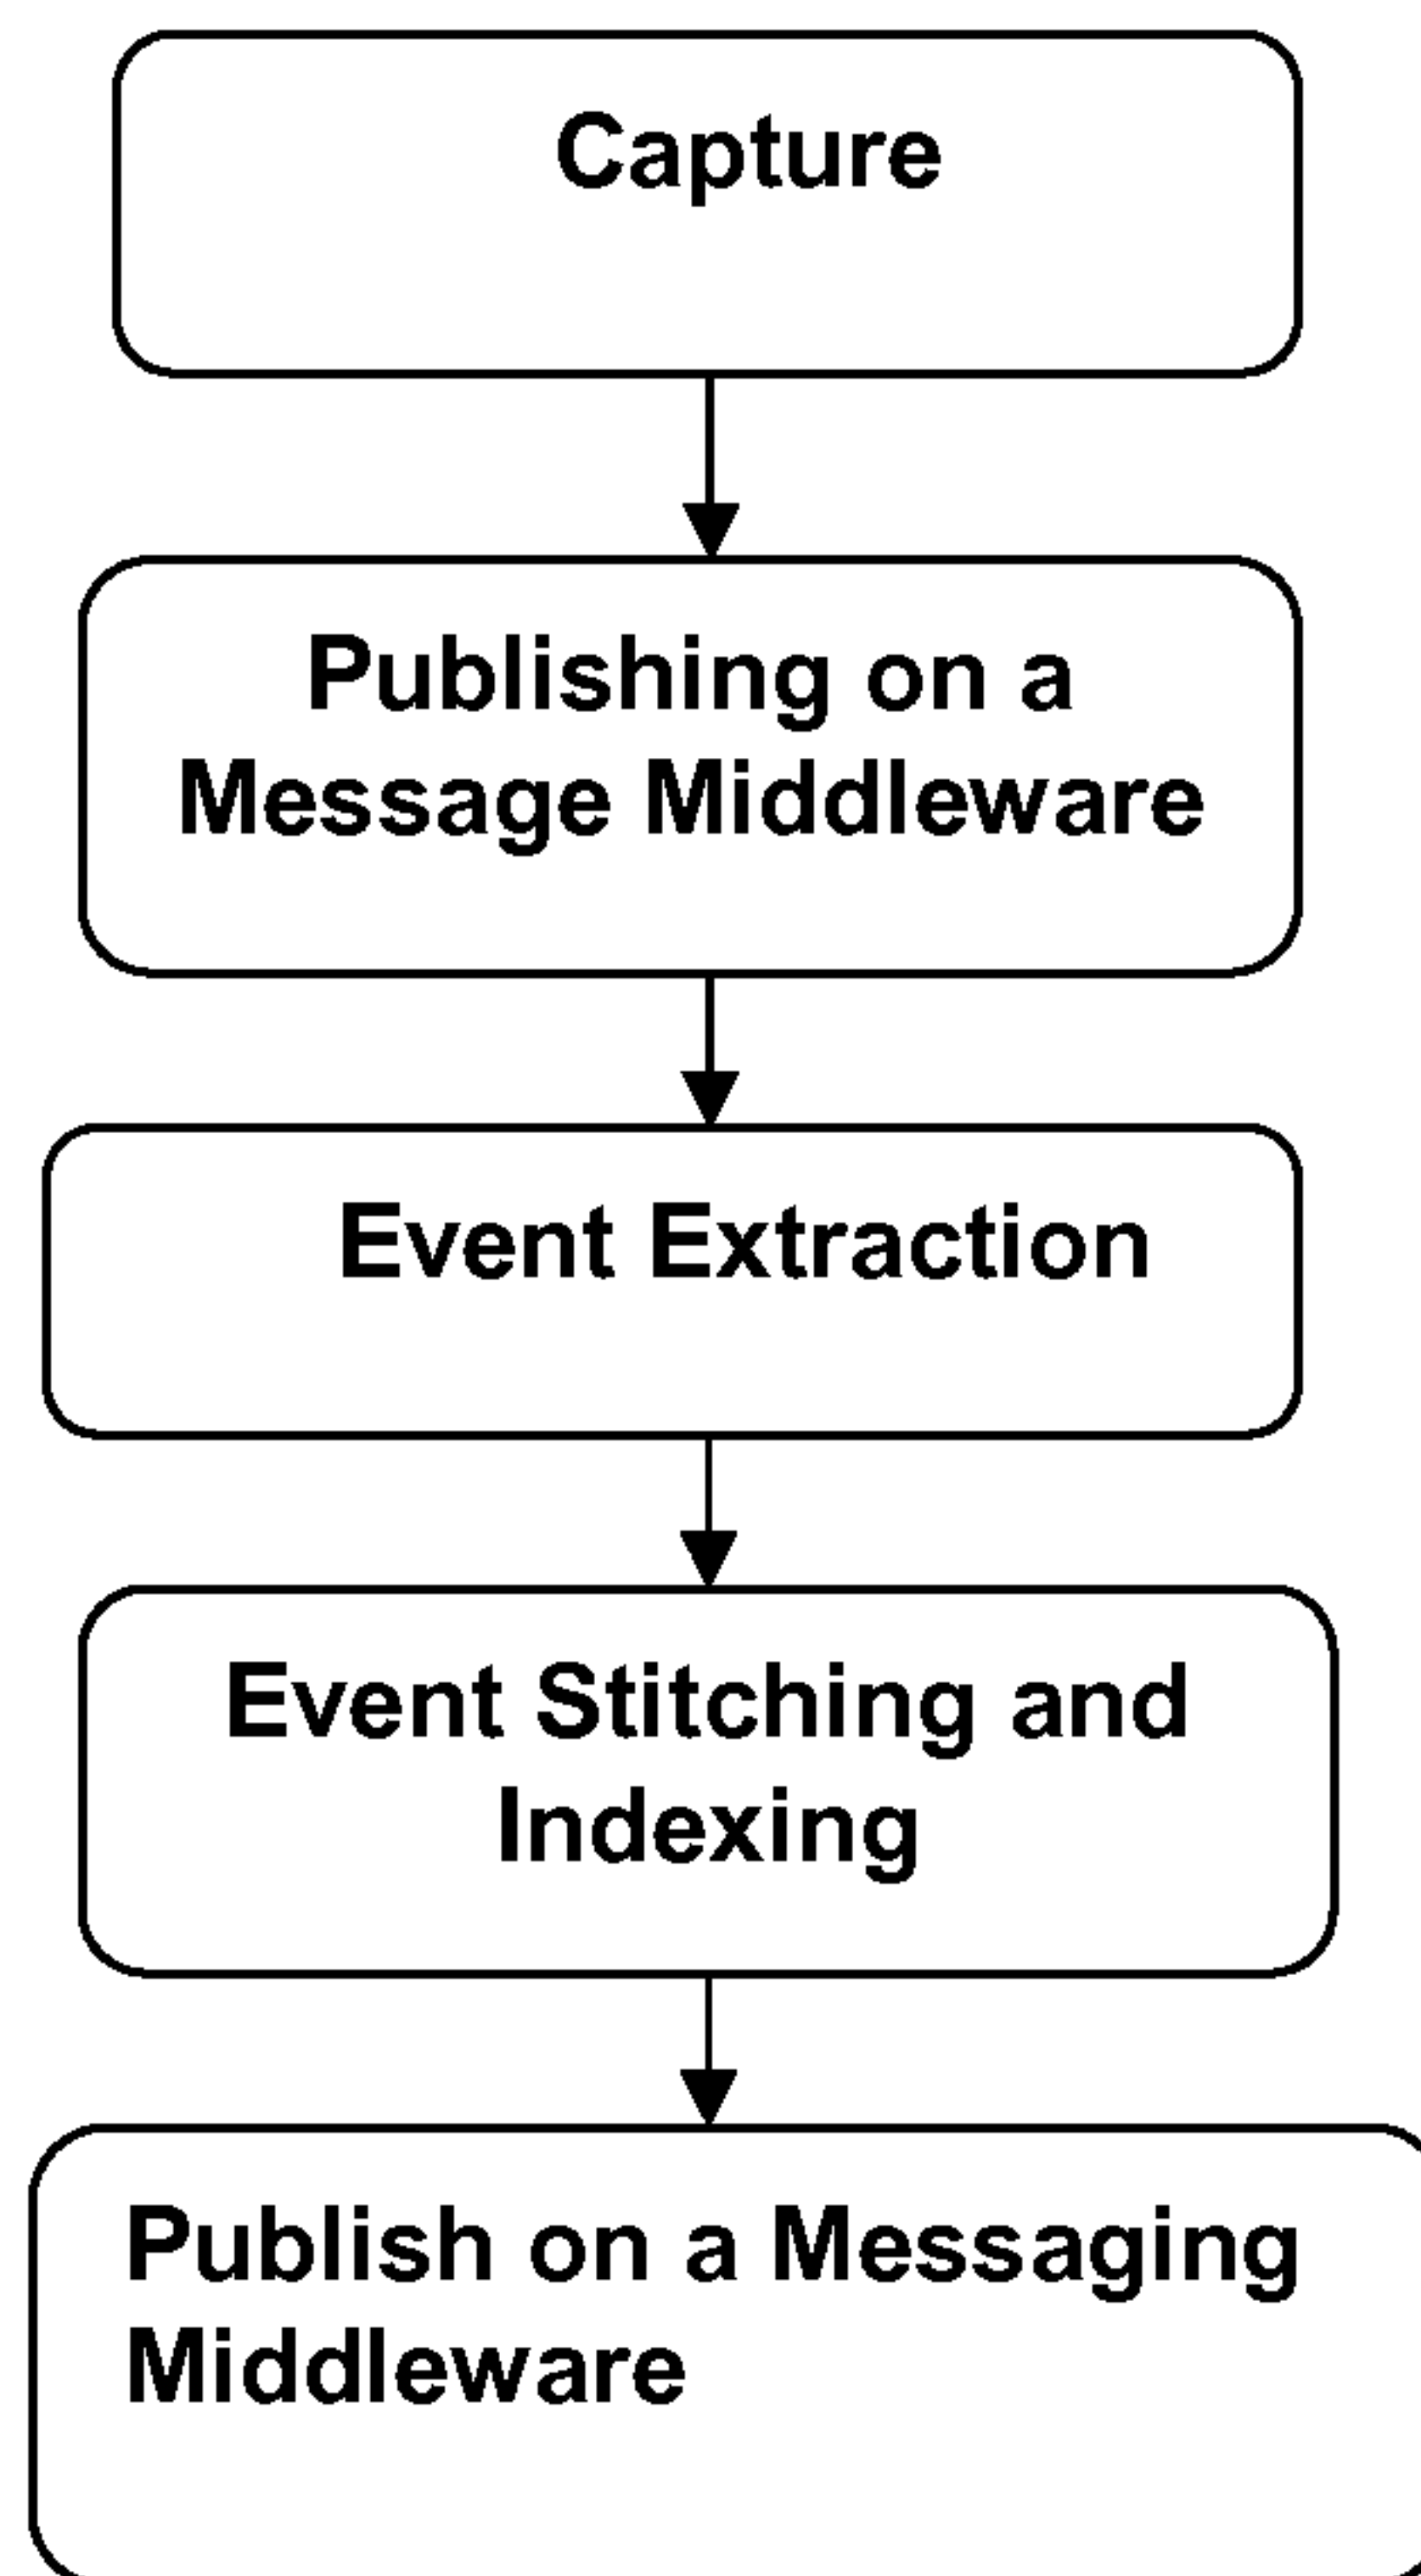 Capture
Publishing on a
Message Middleware
Event Extraction
Event Stitching and
Indexing
Publish on a Messaging
Middleware